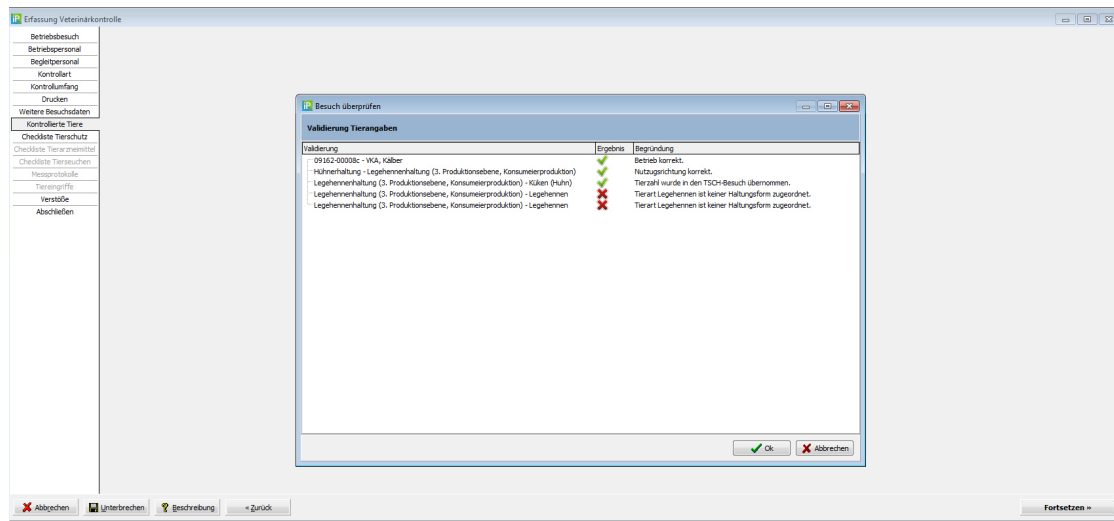 iP Erfassung Veterinärkontrolle
Betriebsbesuch
Betriebspersonal
Begleitpersonal
Kontrollart
Kontrollumfang
Drucken
Weitere Besuchsdaten
Kontrollierte Tiere
Checkliste Tierschutz
Checkliste Tierarzneimittel
Checkliste Tierseuchen
Messprotokolle
Tiereingriffe
Verstöße
Abschließen
iP Besuch überprüfen
Validierung Tierangaben
Validierung Ergebnis Begründung
09162-00008c - VKA, Kälber Betrieb korrekt.
Hühnerhaltung - Legehennenhaltung (3. Produktionsebene, Konsumeierproduktion) Nutzugsrichtung korrekt.
Legehennenhaltung (3. Produktionsebene, Konsumeierproduktion) - Küken (Huhn) Tierzahl wurde in den TSCH-Besuch übernommen.
Legehennenhaltung (3. Produktionsebene, Konsumeierproduktion) - Legehennen Tierart Legehennen ist keiner Haltungsform zugeordnet.
Legehennenhaltung (3. Produktionsebene, Konsumeierproduktion) - Legehennen Tierart Legehennen ist keiner Haltungsform zugeordnet.
Ok Abbrechen
Abbrechen Unterbrechen Beschreibung « Zurück Fortsetzen »